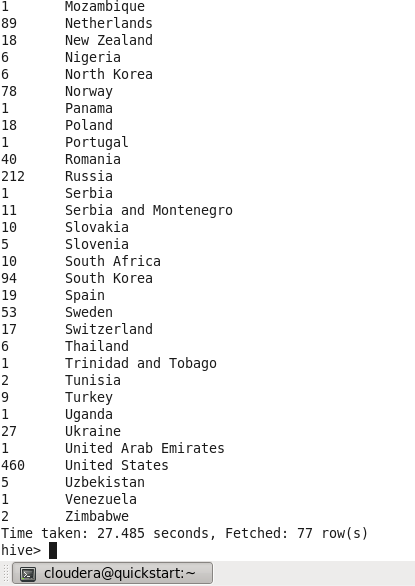 1 Mozambique
89 Netherlands
18 New Zealand
6 Nigeria
6 North Korea
78 Norway
1 Panama
18 Poland
1 Portugal
40 Romania
212 Russia
1 Serbia
11 Serbia and Montenegro
10 Slovakia
5 Slovenia
10 South Africa
94 South Korea
19 Spain
53 Sweden
17 Switzerland
6 Thailand
1 Trinidad and Tobago
2 Tunisia
9 Turkey
1 Uganda
27 Ukraine
1 United Arab Emirates
460 United States
5 Uzbekistan
1 Venezuela
2 Zimbabwe
Time taken: 27.485 seconds, Fetched: 77 row(s)
hive>
cloudera@quickstart:~